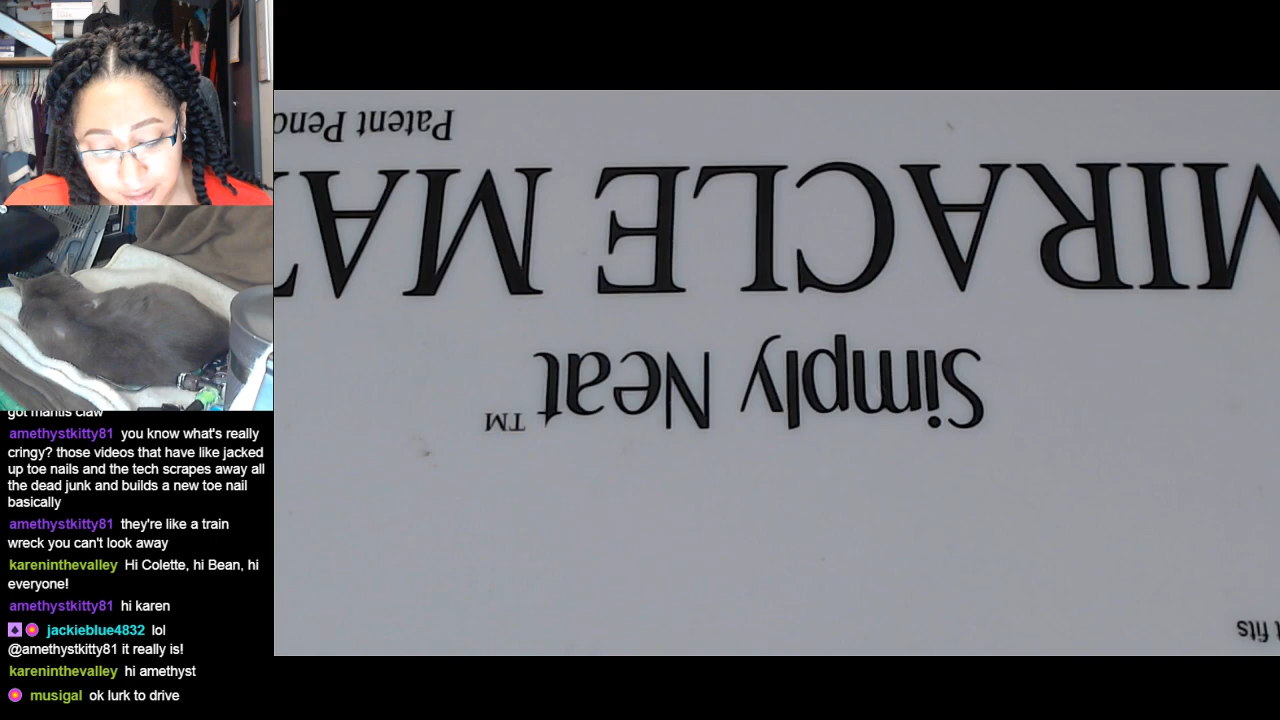 Simply Neat™
MIRACLE MA
Patent Pend
t fits
got mantis claw
amethystkitty81 you know what's really
cringy? those videos that have like jacked
up toe nails and the tech scrapes away all
the dead junk and builds a new toe nail
basically
amethystkitty81 they're like a train
wreck you can't look away
kareninthevalley Hi Colette, hi Bean, hi
everyone!
amethystkitty81 hi karen
jackieblue4832 lol
@amethystkitty81 it really is!
kareninthevalley hi amethyst
musigal ok lurk to drive